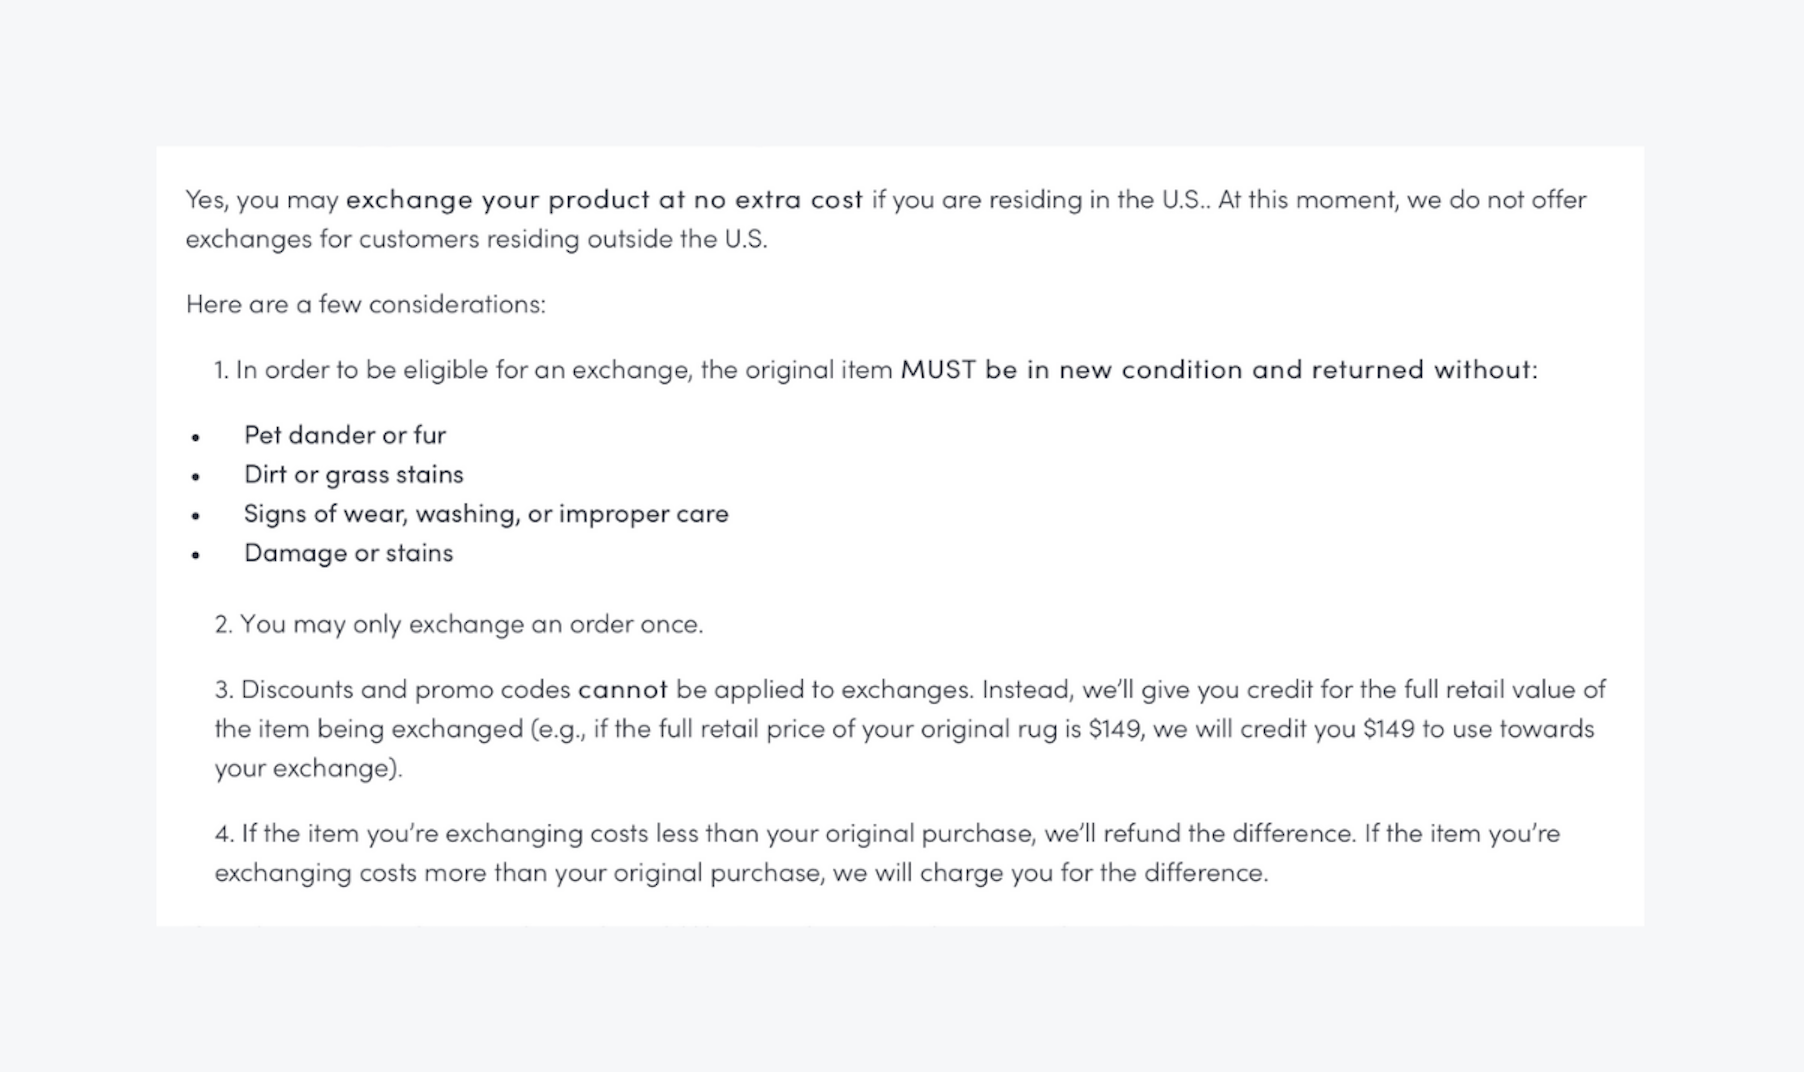 Yes, you may exchange your product at no extra cost if you are residing in the U.S.. At this moment, we do not offer
exchanges for customers residing outside the U.S.
Here are a few considerations:
1. In order to be eligible for an exchange, the original item MUST be in new condition and returned without:
• Pet dander or fur
• Dirt or grass stains
• Signs of wear, washing, or improper care
• Damage or stains
2. You may only exchange an order once.
3. Discounts and promo codes cannot be applied to exchanges. Instead, we’ll give you credit for the full retail value of
the item being exchanged (e.g., if the full retail price of your original rug is $149, we will credit you $149 to use towards
your exchange).
4. If the item you’re exchanging costs less than your original purchase, we’ll refund the difference. If the item you’re
exchanging costs more than your original purchase, we will charge you for the difference.